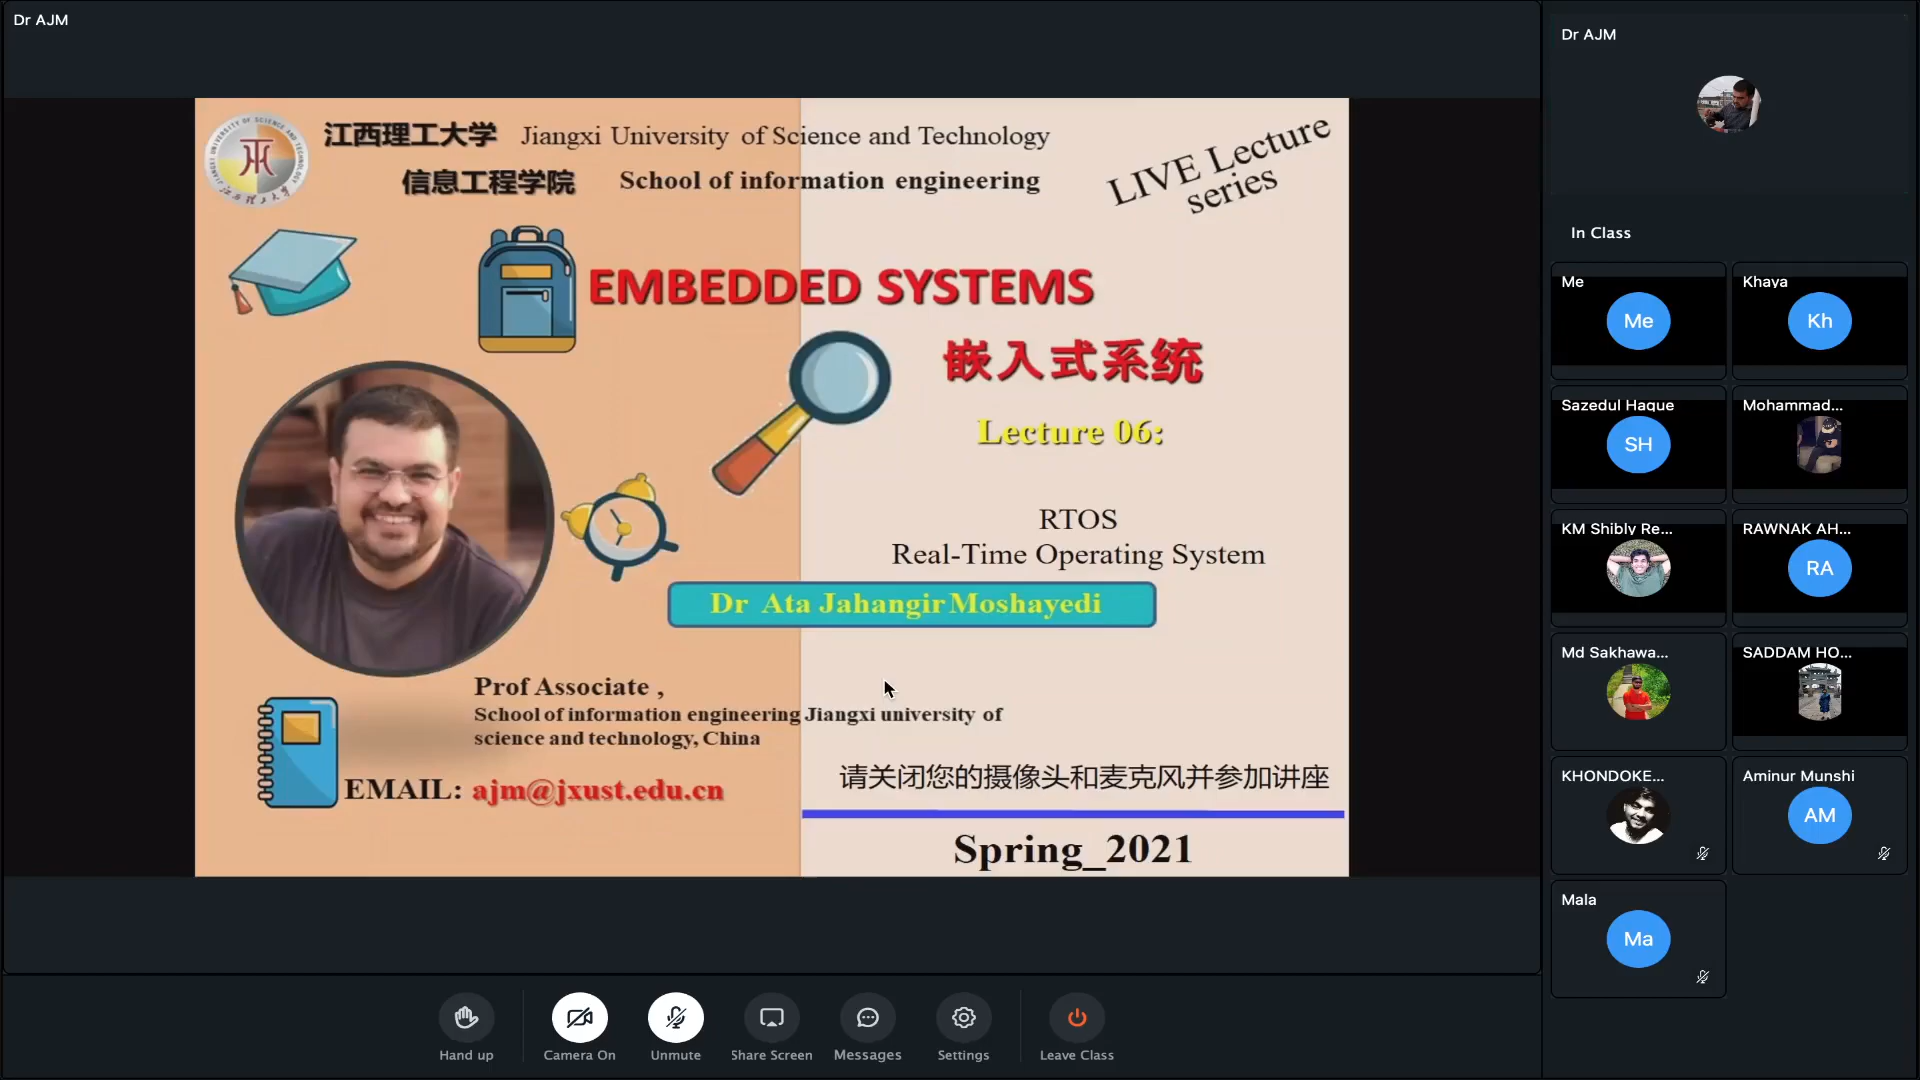 Dr AJM
江西理工大学 Jiangxi University of Science and Technology
信息工程学院 School of information engineering
LIVE Lecture
series
EMBEDDED SYSTEMS
嵌入式系统
Lecture 06:
RTOS
Real-Time Operating System
Dr Ata Jahangir Moshayedi
Prof Associate ,
School of information engineering Jiangxi university of
science and technology, China
EMAIL: ajm@jxust.edu.cn
请关闭您的摄像头和麦克风并参加讲座
Spring_2021
Dr AJM
In Class
Me
Me
Khaya
Kh
Sazedul Haque
SH
Mohammad...
KM Shibly Re...
RAWNAK AH...
RA
Md Sakhawa...
SADDAM HO...
KHONDOKE...
Aminur Munshi
AM
Mala
Ma
Hand up
Camera On
Unmute
Share Screen
Messages
Settings
Leave Class